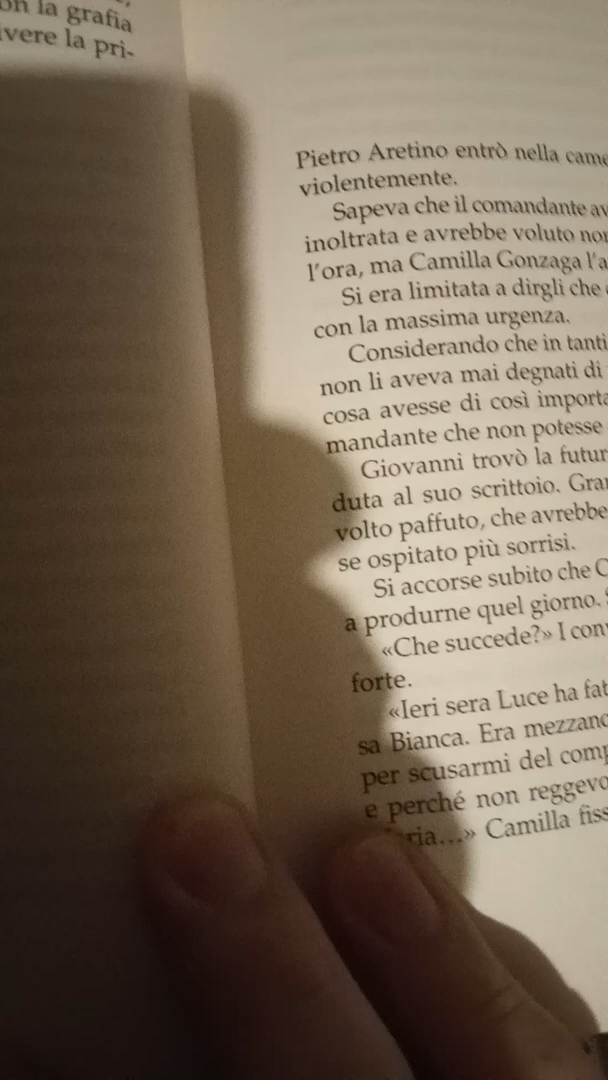 on la grafia
ivere la pri-
Pietro Aretino entrò nella came
violentemente.
Sapeva che il comandante av
inoltrata e avrebbe voluto non
l'ora, ma Camilla Gonzaga l'a
Si era limitata a dirgli che
con la massima urgenza.
Considerando che in tanti
non li aveva mai degnati di
cosa avesse di così importa
mandante che non potesse
Giovanni trovò la futur
duta al suo scrittoio. Gra
volto paffuto, che avrebbe
se ospitato più sorrisi.
Si accorse subito che C
a produrne quel giorno.
«Che succede?» I con
forte.
«Ieri sera Luce ha fat
sa Bianca. Era mezzano
per scusarmi del comp
e perché non reggevo
ria...» Camilla fiss